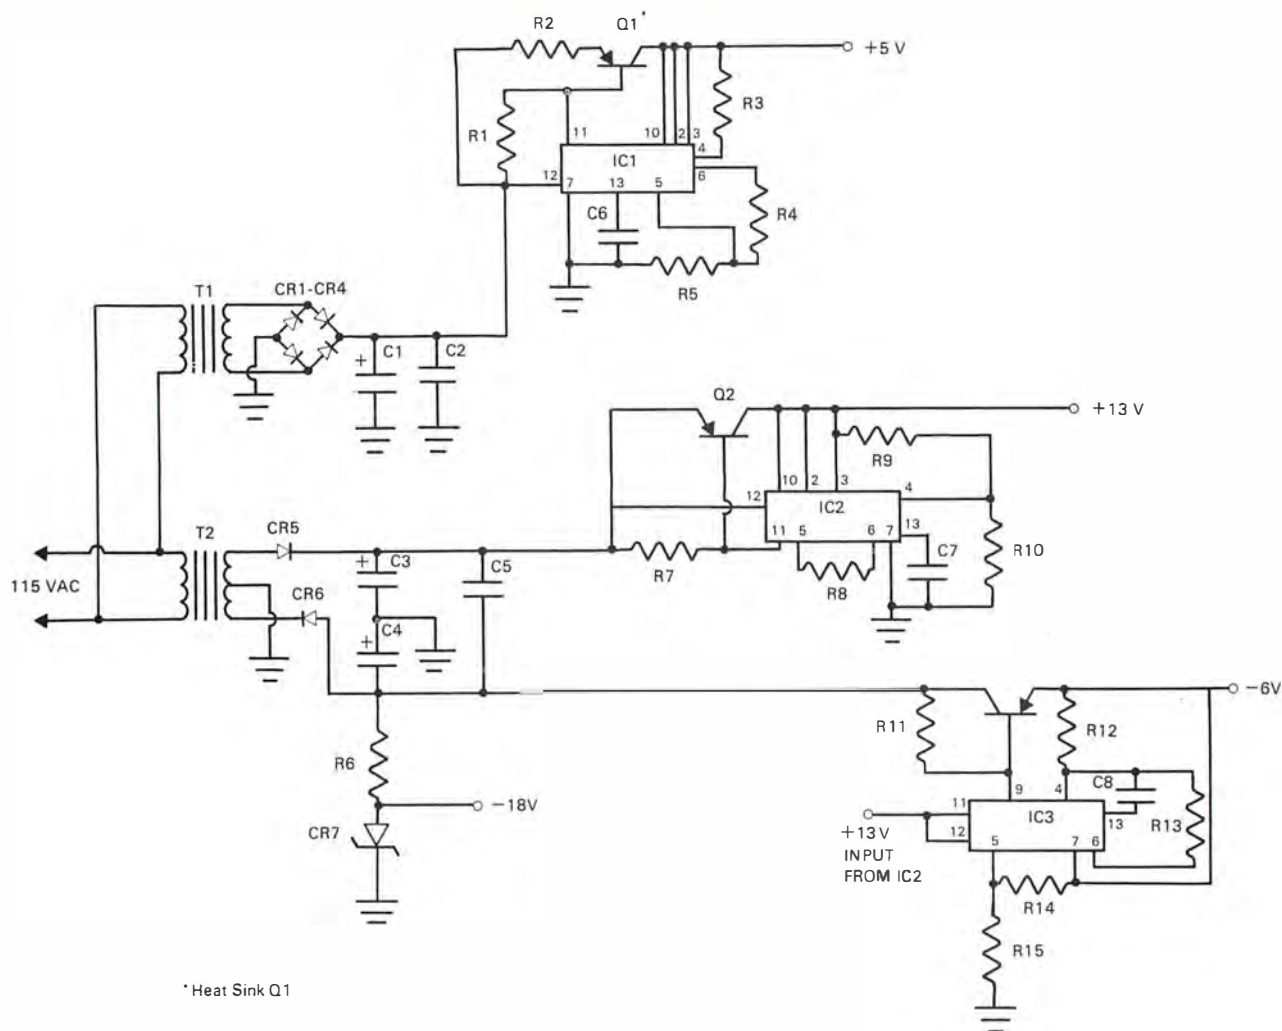 R2
Q1*
+5 V
R1
R3
11
10
2
3
4
IC1
12
7
13
5
6
C6
R4
R5
T1
CR1-CR4
C1
+
C2
Q2
+13 V
R9
10
2
3
4
12
IC2
11
5
6
7
13
R7
R8
C7
R10
T2
CR5
+
C3
C5
115 VAC
CR6
+
C4
R6
-18V
CR7
-6V
R11
R12
9
4
C8
11
12
IC3
13
R13
+13V
INPUT
FROM IC2
5
7
6
R14
R15
* Heat Sink Q1